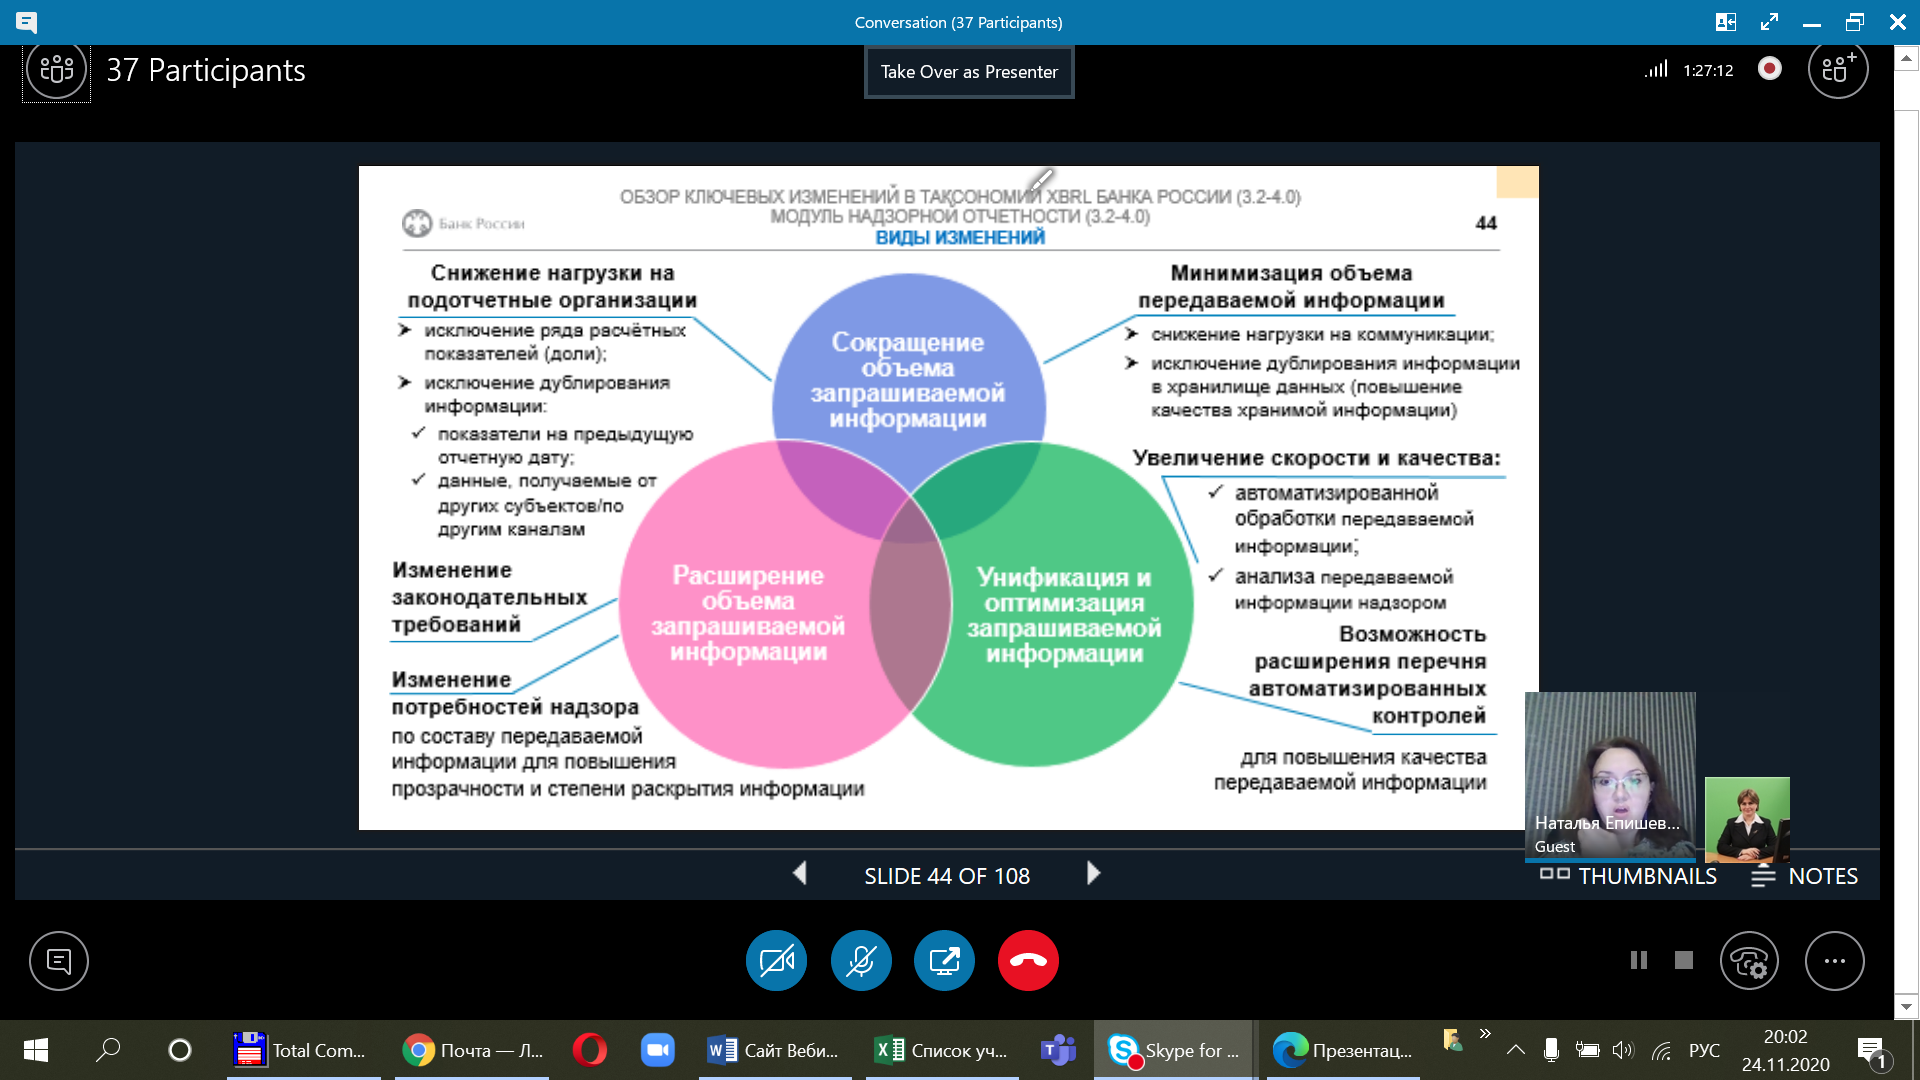 Conversation (37 Participants)
37 Participants
Take Over as Presenter
1:27:12
ОБЗОР КЛЮЧЕВЫХ ИЗМЕНЕНИЙ В ТАКСОНОМИИ XBRL БАНКА РОССИИ (3.2-4.0)
МОДУЛЬ НАДЗОРНОЙ ОТЧЕТНОСТИ (3.2-4.0)
ВИДЫ ИЗМЕНЕНИЙ
Банк России
44
Снижение нагрузки на
подотчетные организации
➤ исключение ряда расчётных
показателей (доли);
➤ исключение дублирования
информации:
✓ показатели на предыдущую
отчетную дату;
✓ данные, получаемые от
других субъектов/по
другим каналам
Изменение
законодательных
требований
Изменение
потребностей надзора
по составу передаваемой
информации для повышения
прозрачности и степени раскрытия информации
Сокращение
объема
запрашиваемой
информации
Расширение
объема
запрашиваемой
информации
Унификация и
оптимизация
запрашиваемой
информации
Минимизация объема
передаваемой информации
➤ снижение нагрузки на коммуникации;
➤ исключение дублирования информации
в хранилище данных (повышение
качества хранимой информации)
Увеличение скорости и качества:
✓ автоматизированной
обработки передаваемой
информации;
✓ анализа передаваемой
информации надзором
Возможность
расширения перечня
автоматизированных
контролей
для повышения качества
передаваемой информации
Наталья Епишев...
Guest
SLIDE 44 OF 108
THUMBNAILS
NOTES
Total Com...
Почта — Л...
Сайт Веби...
Список уч...
Skype for ...
Презентац...
РУС
20:02
24.11.2020
1